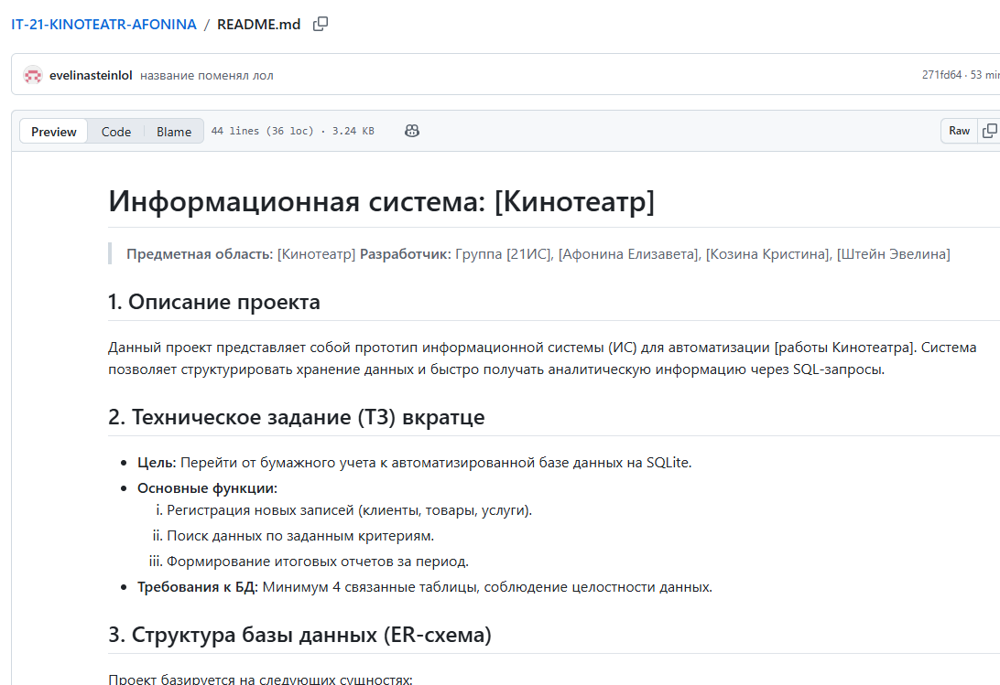 IT-21-KINOTEATR-AFONINA / README.md
evelinasteinlol название поменял лол 271fd64 · 53 mi
Preview Code Blame 44 lines (36 loc) · 3.24 KB Raw
Информационная система: [Кинотеатр]
Предметная область: [Кинотеатр] Разработчик: Группа [21ИС], [Афонина Елизавета], [Козина Кристина], [Штейн Эвелина]
1. Описание проекта
Данный проект представляет собой прототип информационной системы (ИС) для автоматизации [работы Кинотеатра]. Система
позволяет структурировать хранение данных и быстро получать аналитическую информацию через SQL-запросы.
2. Техническое задание (ТЗ) вкратце
• Цель: Перейти от бумажного учета к автоматизированной базе данных на SQLite.
• Основные функции:
i. Регистрация новых записей (клиенты, товары, услуги).
ii. Поиск данных по заданным критериям.
iii. Формирование итоговых отчетов за период.
• Требования к БД: Минимум 4 связанные таблицы, соблюдение целостности данных.
3. Структура базы данных (ER-схема)
Проект базируется на следующих сущностях: